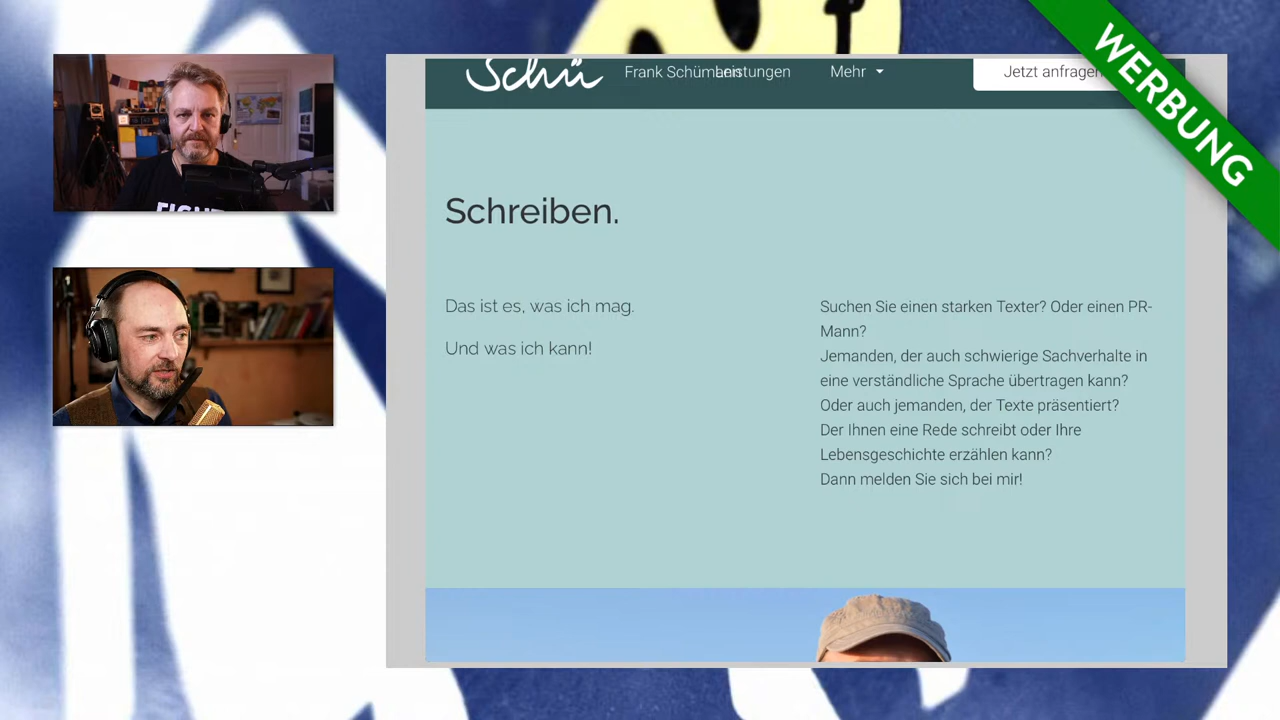 Schü
Frank Schümann
Leistungen
Mehr
Jetzt anfragen
WERBUNG
Schreiben.
Das ist es, was ich mag.
Und was ich kann!
Suchen Sie einen starken Texter? Oder einen PR-
Mann?
Jemanden, der auch schwierige Sachverhalte in
eine verständliche Sprache übertragen kann?
Oder auch jemanden, der Texte präsentiert?
Der Ihnen eine Rede schreibt oder Ihre
Lebensgeschichte erzählen kann?
Dann melden Sie sich bei mir!